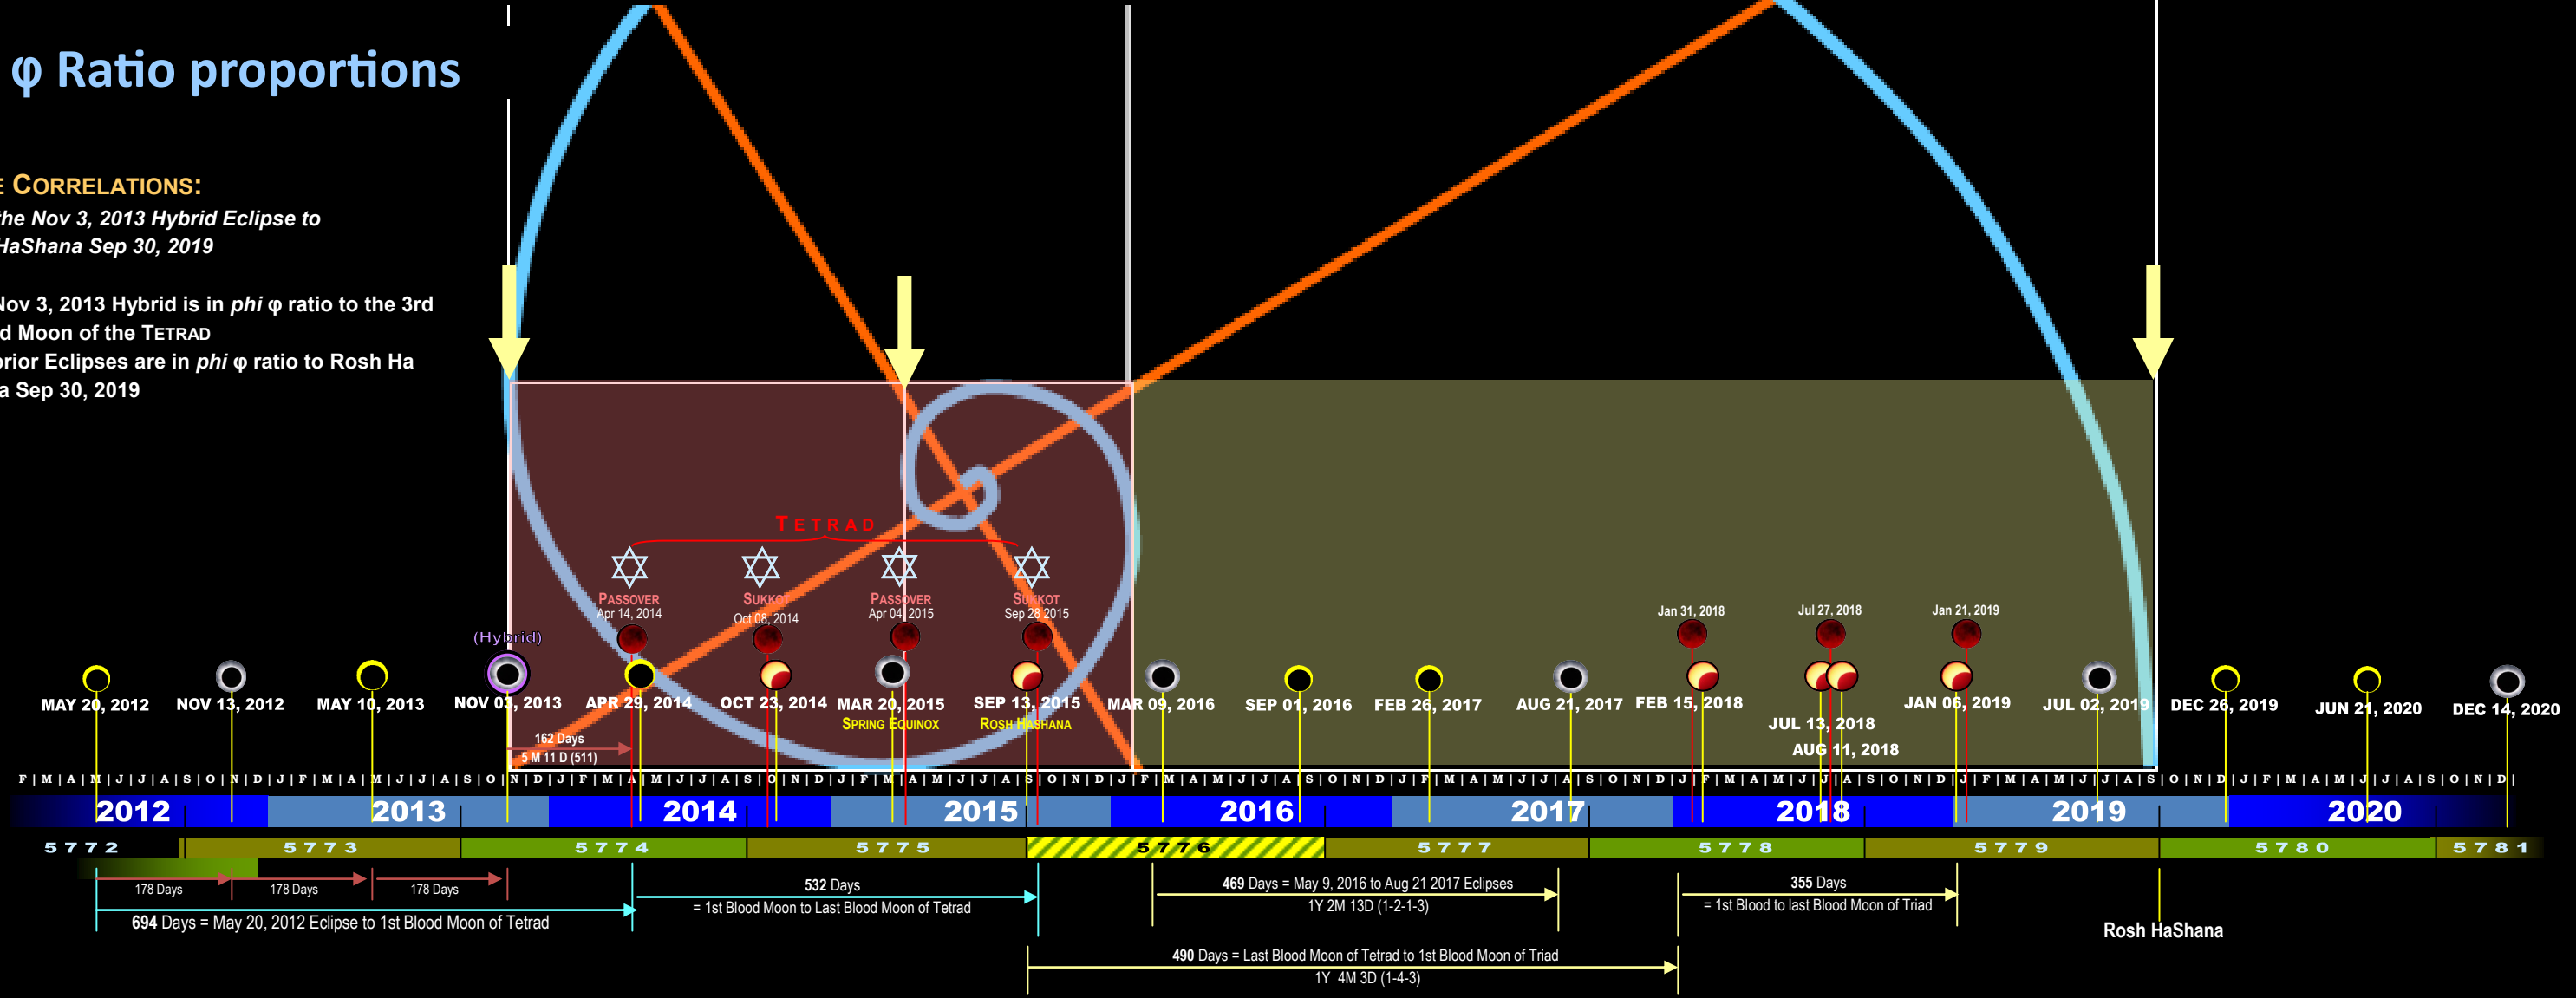 φ Ratio proportions
E CORRELATIONS:
the Nov 3, 2013 Hybrid Eclipse to
HaShana Sep 30, 2019
Nov 3, 2013 Hybrid is in phi φ ratio to the 3rd
d Moon of the TETRAD
prior Eclipses are in phi φ ratio to Rosh Ha
a Sep 30, 2019
TETRAD
PASSOVER
Apr 14, 2014
SUKKOT
Oct 08, 2014
PASSOVER
Apr 04, 2015
SUKKOT
Sep 28 2015
Jan 31, 2018
Jul 27, 2018
Jan 21, 2019
(Hybrid)
MAY 20, 2012
NOV 13, 2012
MAY 10, 2013
NOV 03, 2013
APR 29, 2014
OCT 23, 2014
MAR 20, 2015
SPRING EQUINOX
SEP 13, 2015
ROSH HASHANA
MAR 09, 2016
SEP 01, 2016
FEB 26, 2017
AUG 21, 2017
FEB 15, 2018
JUL 13, 2018
AUG 11, 2018
JAN 06, 2019
JUL 02, 2019
DEC 26, 2019
JUN 21, 2020
DEC 14, 2020
162 Days
5 M 11 D (511)
F | M | A | M | J | J | A | S | O | N | D | J | F | M | A | M | J | J | A | S | O | N | D | J | F | M | A | M | J | J | A | S | O | N | D | J | F | M | A | M | J | J | A | S | O | N | D | J | F | M | A | M | J | J | A | S | O | N | D | J | F | M | A | M | J | J | A | S | O | N | D | J | F | M | A | M | J | J | A | S | O | N | D | J | F | M | A | M | J | J | A | S | O | N | D | J | F | M | A | M | J | J | A | S | O | N | D |
2012 2013 2014 2015 2016 2017 2018 2019 2020
5772 5773 5774 5775 5776 5777 5778 5779 5780 5781
178 Days
178 Days
178 Days
694 Days = May 20, 2012 Eclipse to 1st Blood Moon of Tetrad
532 Days
= 1st Blood Moon to Last Blood Moon of Tetrad
469 Days = May 9, 2016 to Aug 21 2017 Eclipses
1Y 2M 13D (1-2-1-3)
355 Days
= 1st Blood to last Blood Moon of Triad
Rosh HaShana
490 Days = Last Blood Moon of Tetrad to 1st Blood Moon of Triad
1Y 4M 3D (1-4-3)